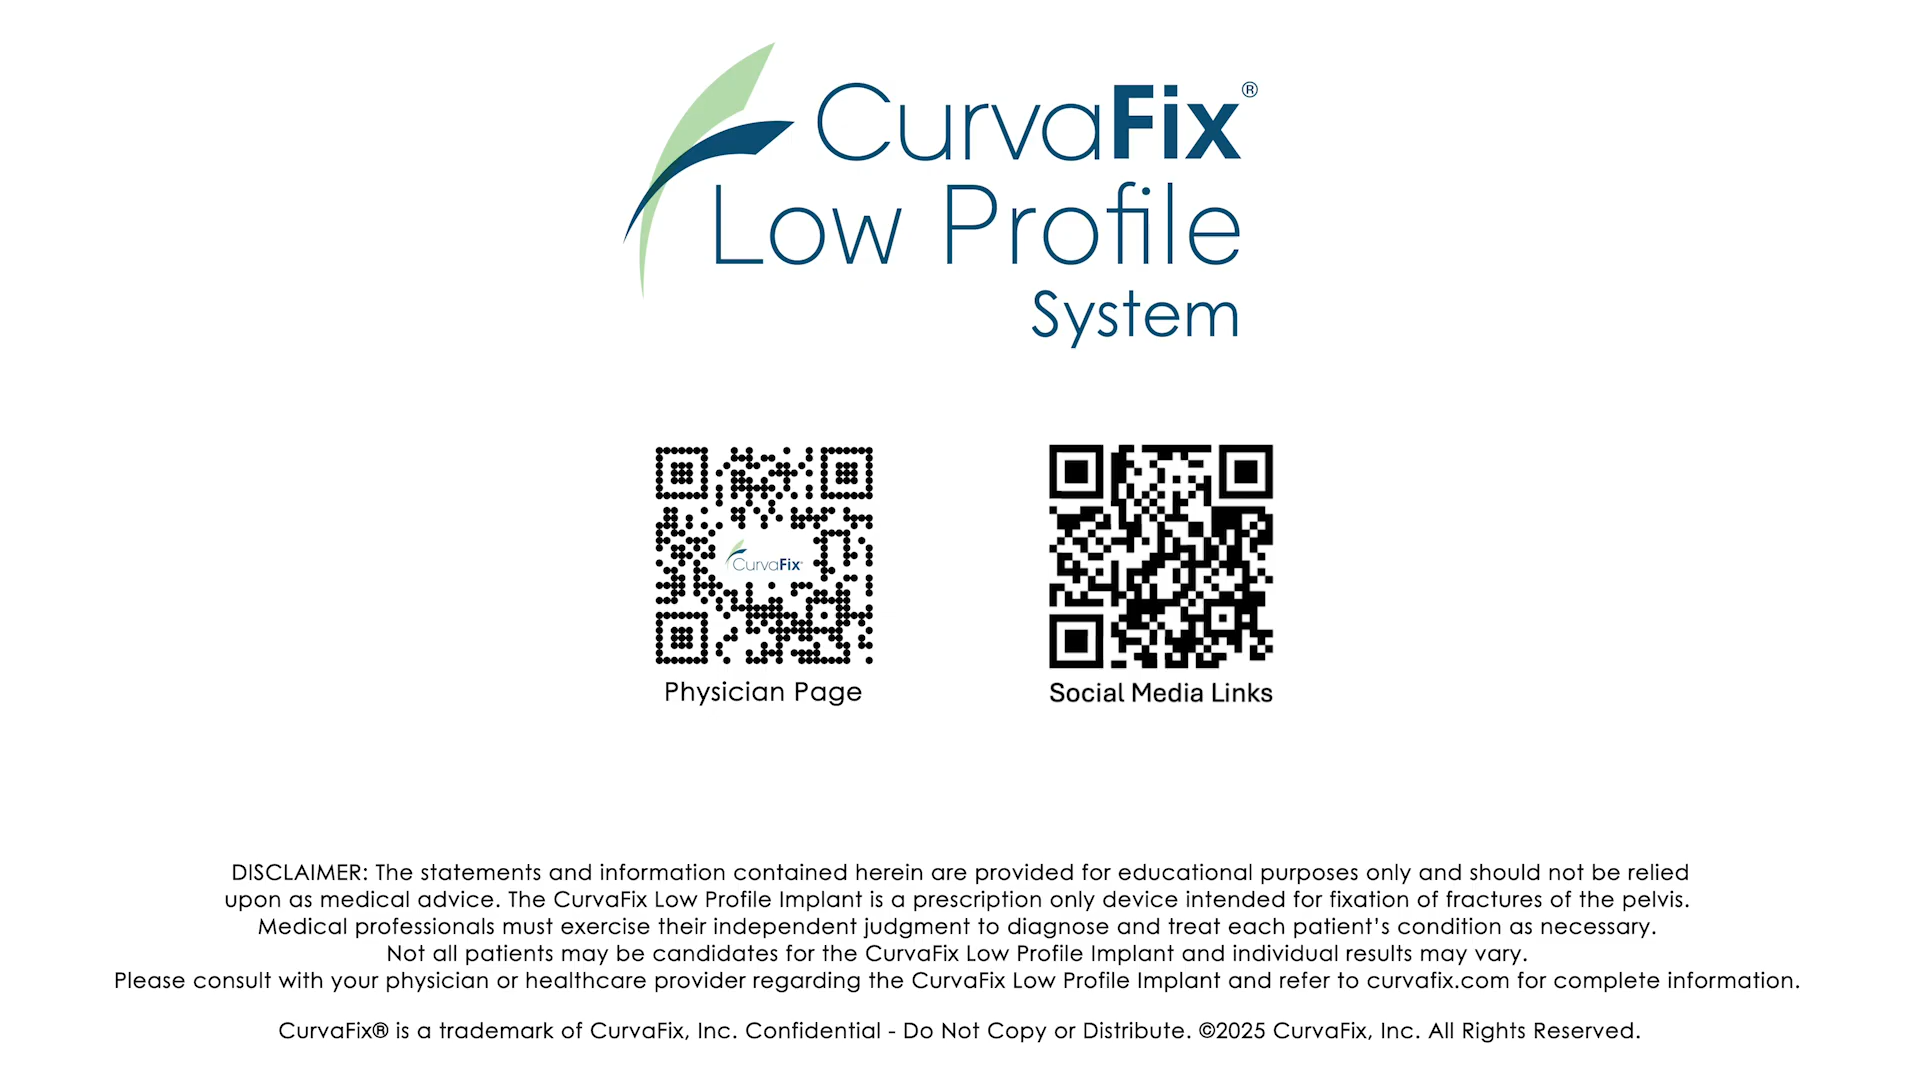 CurvaFix®
Low Profile
System
CurvaFix
Physician Page
Social Media Links
DISCLAIMER: The statements and information contained herein are provided for educational purposes only and should not be relied
upon as medical advice. The CurvaFix Low Profile Implant is a prescription only device intended for fixation of fractures of the pelvis.
Medical professionals must exercise their independent judgment to diagnose and treat each patient’s condition as necessary.
Not all patients may be candidates for the CurvaFix Low Profile Implant and individual results may vary.
Please consult with your physician or healthcare provider regarding the CurvaFix Low Profile Implant and refer to curvafix.com for complete information.
CurvaFix® is a trademark of CurvaFix, Inc. Confidential - Do Not Copy or Distribute. ©2025 CurvaFix, Inc. All Rights Reserved.